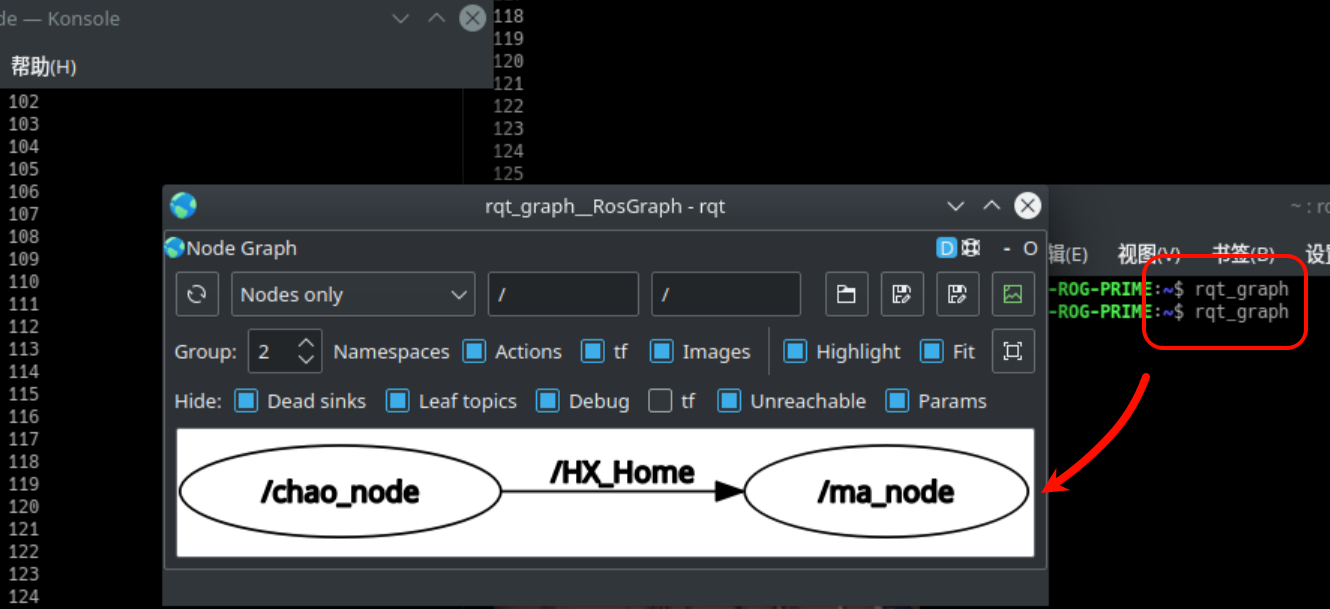 de — Konsole
帮助(H)
102
103
104
105
106
107
108
109
110
111
112
113
114
115
116
117
118
119
120
121
122
123
124
118
119
120
121
122
123
124
125
rqt_graph__RosGraph - rqt
Node Graph
D
- O
Nodes only
/
/
Group: 2 Namespaces Actions tf Images Highlight Fit
Hide: Dead sinks Leaf topics Debug tf Unreachable Params
/chao_node
/HX_Home
/ma_node
~ : ro
辑(E) 视图(V) 书签(B) 设置
-ROG-PRIME:~$ rqt_graph
-ROG-PRIME:~$ rqt_graph